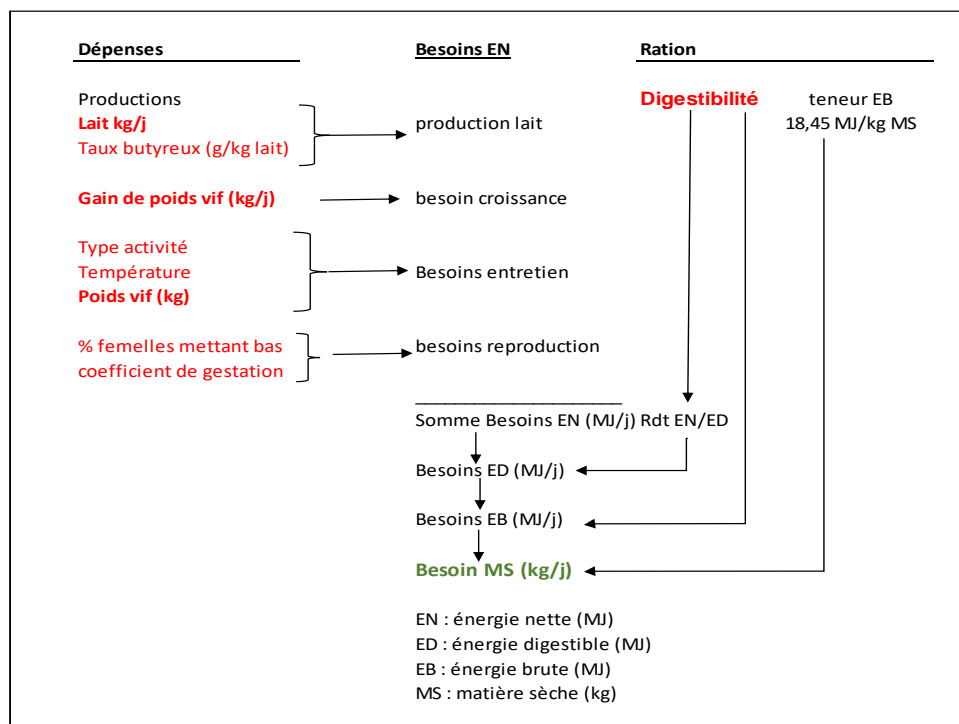 Dépenses Besoins EN Ration
Productions Digestibilité teneur EB
Lait kg/j production lait 18,45 MJ/kg MS
Taux butyreux (g/kg lait)
Gain de poids vif (kg/j) besoin croissance
Type activité
Température Besoins entretien
Poids vif (kg)
% femelles mettant bas besoins reproduction
coefficient de gestation
Somme Besoins EN (MJ/j) Rdt EN/ED
Besoins ED (MJ/j)
Besoins EB (MJ/j)
Besoin MS (kg/j)
EN : énergie nette (MJ)
ED : énergie digestible (MJ)
EB : énergie brute (MJ)
MS : matière sèche (kg)